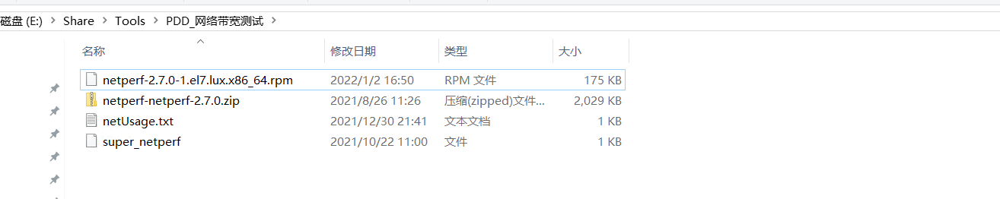 磁盘 (E:) > Share > Tools > PDD_网络带宽测试 >
名称 修改日期 类型 大小
netperf-2.7.0-1.el7.lux.x86_64.rpm 2022/1/2 16:50 RPM 文件 175 KB
netperf-netperf-2.7.0.zip 2021/8/26 11:26 压缩(zipped)文件... 2,029 KB
netUsage.txt 2021/12/30 21:41 文本文档 1 KB
super_netperf 2021/10/22 11:00 文件 1 KB